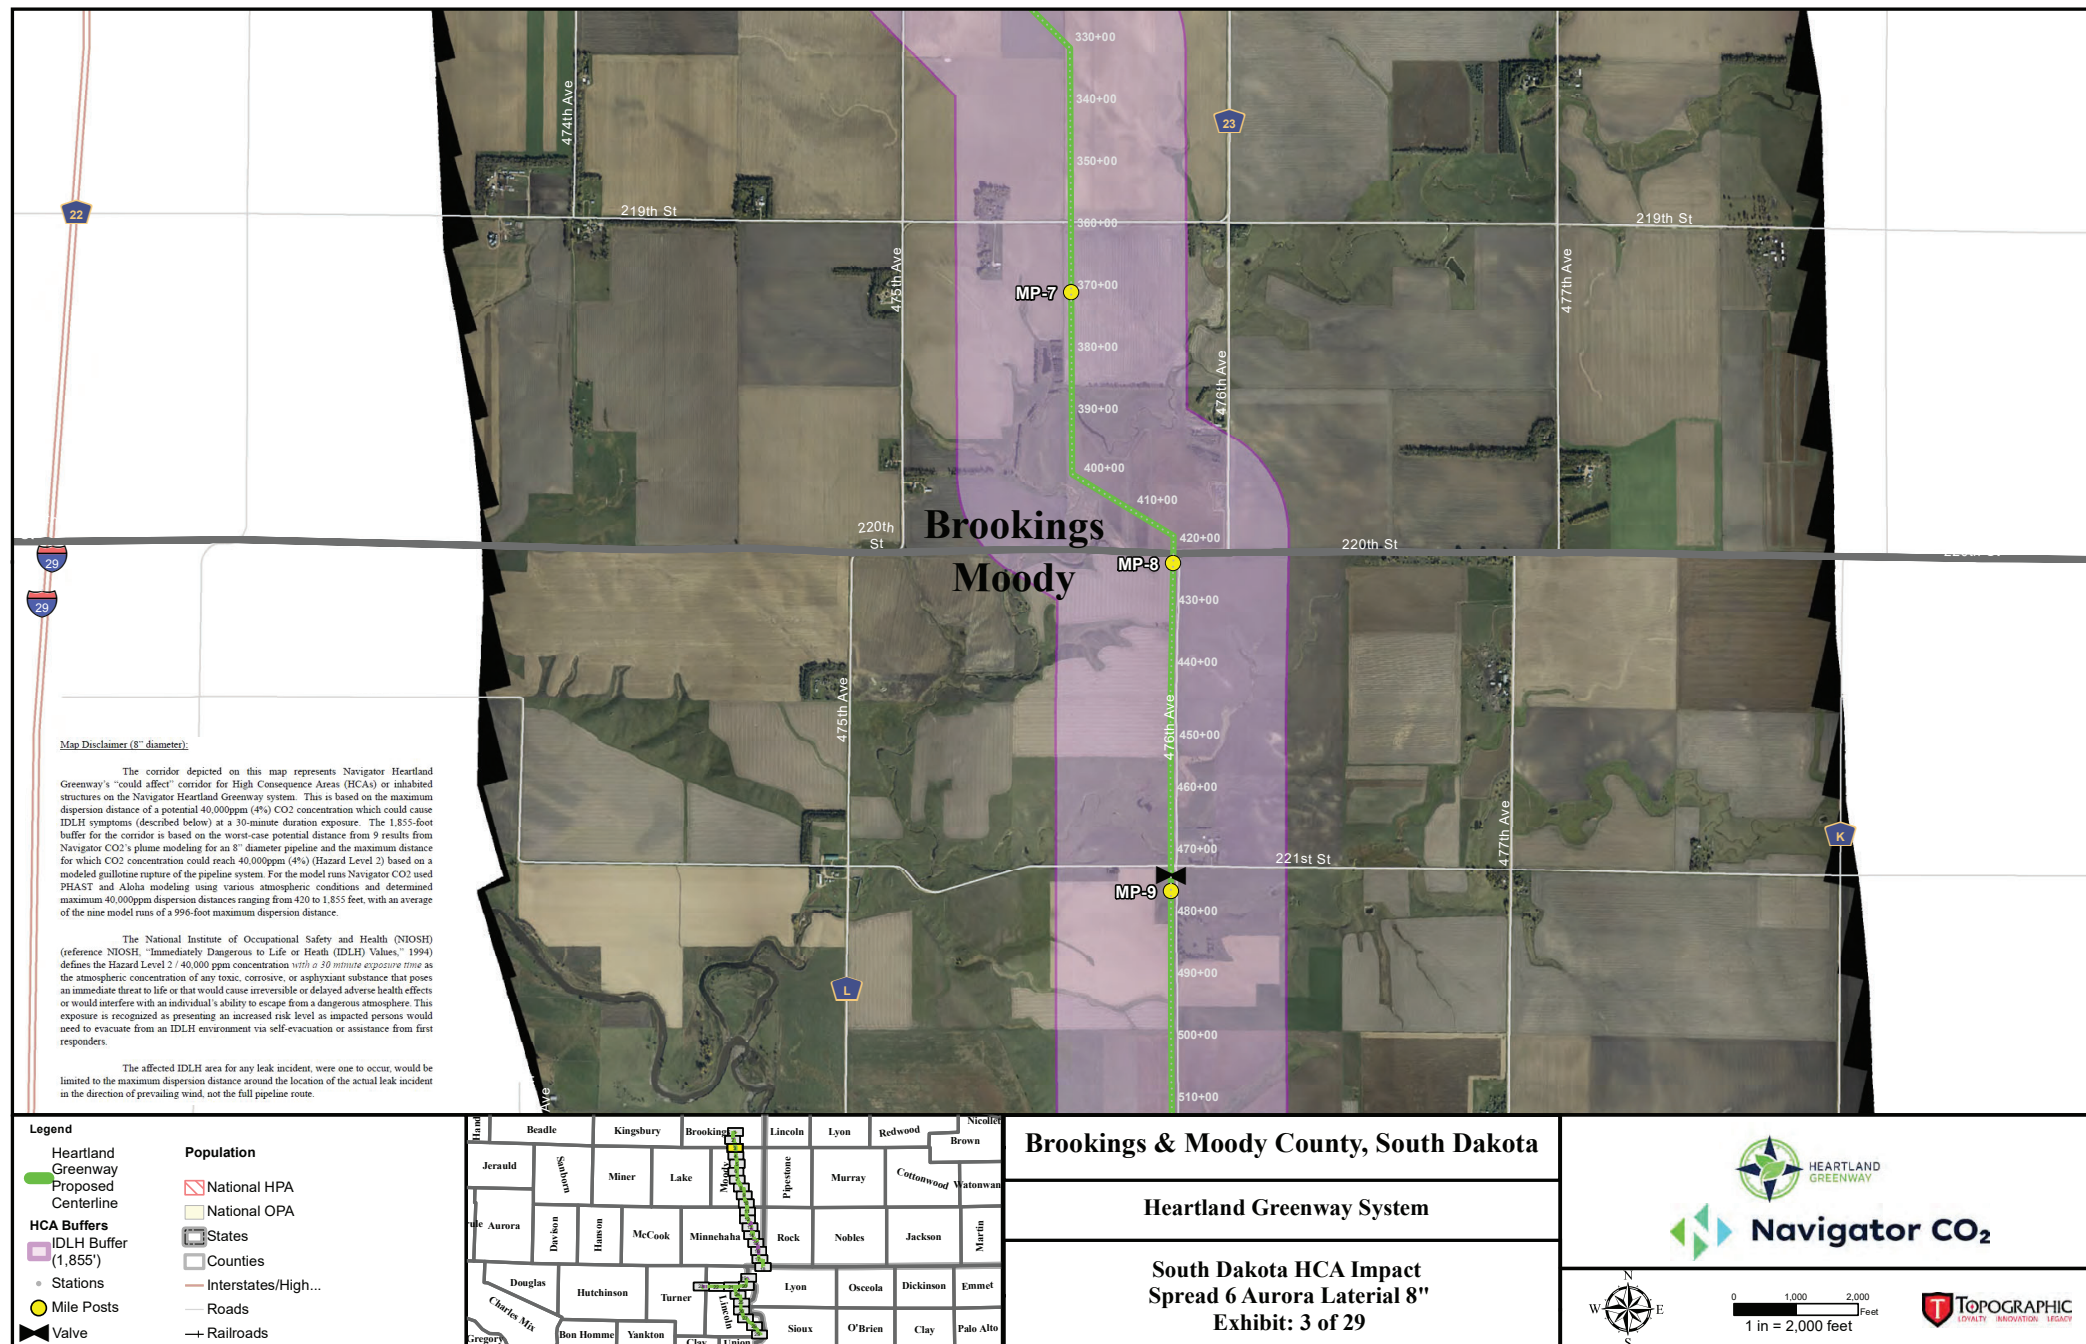 330+00
340+00
474th Ave
23
350+00
22
219th St
219th St
360+00
475th Ave
477th Ave
MP-7
370+00
380+00
476th Ave
390+00
400+00
410+00
220th
St
Brookings
420+00
220th St
29
MP-8
Moody
29
430+00
440+00
475th Ave
476th Ave
450+00
460+00
477th Ave
K
470+00
221st St
MP-9
480+00
490+00
L
500+00
510+00
Ave
Map Disclaimer (8" diameter):
The corridor depicted on this map represents Navigator Heartland
Greenway's "could affect" corridor for High Consequence Areas (HCAs) or inhabited
structures on the Navigator Heartland Greenway system. This is based on the maximum
dispersion distance of a potential 40,000ppm (4%) CO2 concentration which could cause
IDLH symptoms (described below) at a 30-minute duration exposure. The 1,855-foot
buffer for the corridor is based on the worst-case potential distance from 9 results from
Navigator CO2's plume modeling for an 8" diameter pipeline and the maximum distance
for which CO2 concentration could reach 40,000ppm (4%) (Hazard Level 2) based on a
modeled guillotine rupture of the pipeline system. For the model runs Navigator CO2 used
PHAST and Aloha modeling using various atmospheric conditions and determined
maximum 40,000ppm dispersion distances ranging from 420 to 1,855 feet, with an average
of the nine model runs of a 996-foot maximum dispersion distance.
The National Institute of Occupational Safety and Health (NIOSH)
(reference NIOSH, "Immediately Dangerous to Life or Heath (IDLH) Values," 1994)
defines the Hazard Level 2 / 40,000 ppm concentration with a 30 minute exposure time as
the atmospheric concentration of any toxic, corrosive, or asphyxiant substance that poses
an immediate threat to life or that would cause irreversible or delayed adverse health effects
or would interfere with an individual's ability to escape from a dangerous atmosphere. This
exposure is recognized as presenting an increased risk level as impacted persons would
need to evacuate from an IDLH environment via self-evacuation or assistance from first
responders.
The affected IDLH area for any leak incident, were one to occur, would be
limited to the maximum dispersion distance around the location of the actual leak incident
in the direction of prevailing wind, not the full pipeline route.
Legend
Heartland
Greenway
Proposed
Centerline
HCA Buffers
IDLH Buffer
(1,855')
Stations
Mile Posts
Valve
Population
National HPA
National OPA
States
Counties
Interstates/High...
Roads
Railroads
Hand
Beadle
Kingsbury
Brookings
Lincoln
Lyon
Redwood
Nicollet
Brown
Jerauld
Sanborn
Miner
Lake
Moody
Pipestone
Murray
Cottonwood
Watonwan
Aurora
Davison
Hanson
McCook
Minnehaha
Rock
Nobles
Jackson
Martin
Douglas
Hutchinson
Turner
Lincoln
Lyon
Osceola
Dickinson
Emmet
Charles Mix
Gregory
Bon Homme
Yankton
Clay
Union
Sioux
O'Brien
Clay
Palo Alto
Brookings & Moody County, South Dakota
Heartland Greenway System
South Dakota HCA Impact
Spread 6 Aurora Laterial 8"
Exhibit: 3 of 29
HEARTLAND
GREENWAY
Navigator CO2
N
W
E
S
0 1,000 2,000
Feet
1 in = 2,000 feet
TOPOGRAPHIC
LOYALTY INNOVATION LEGACY